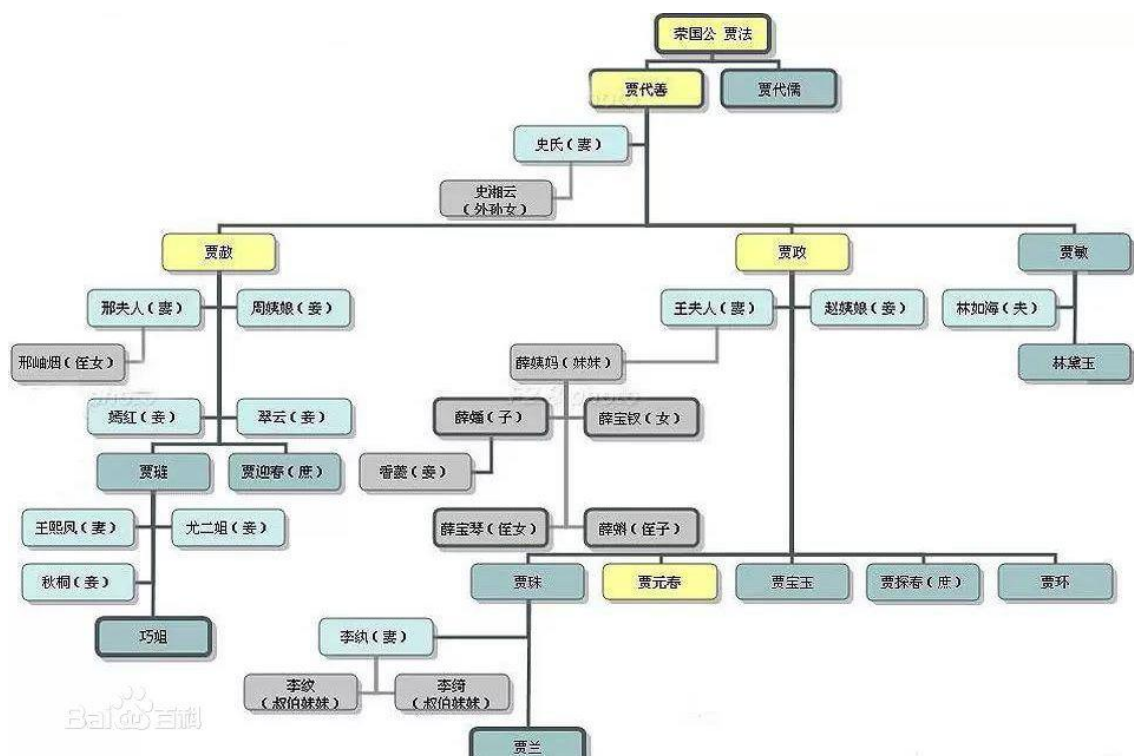 荣国公 贾法
贾代善
贾代儒
史氏(妻)
史湘云
(外孙女)
贾赦
贾政
贾敏
邢夫人(妻)
周姨娘(妾)
王夫人(妻)
赵姨娘(妾)
林如海(夫)
邢岫烟(侄女)
薛姨妈(妹妹)
林黛玉
嫣红(妾)
翠云(妾)
薛蟠(子)
薛宝钗(女)
贾琏
贾迎春(庶)
香菱(妾)
王熙凤(妻)
尤二姐(妾)
薛宝琴(侄女)
薛蝌(侄子)
秋桐(妾)
贾珠
贾元春
贾宝玉
贾探春(庶)
贾环
巧姐
李纨(妻)
李纹
(叔伯妹妹)
李绮
(叔伯妹妹)
贾兰
Bai百科